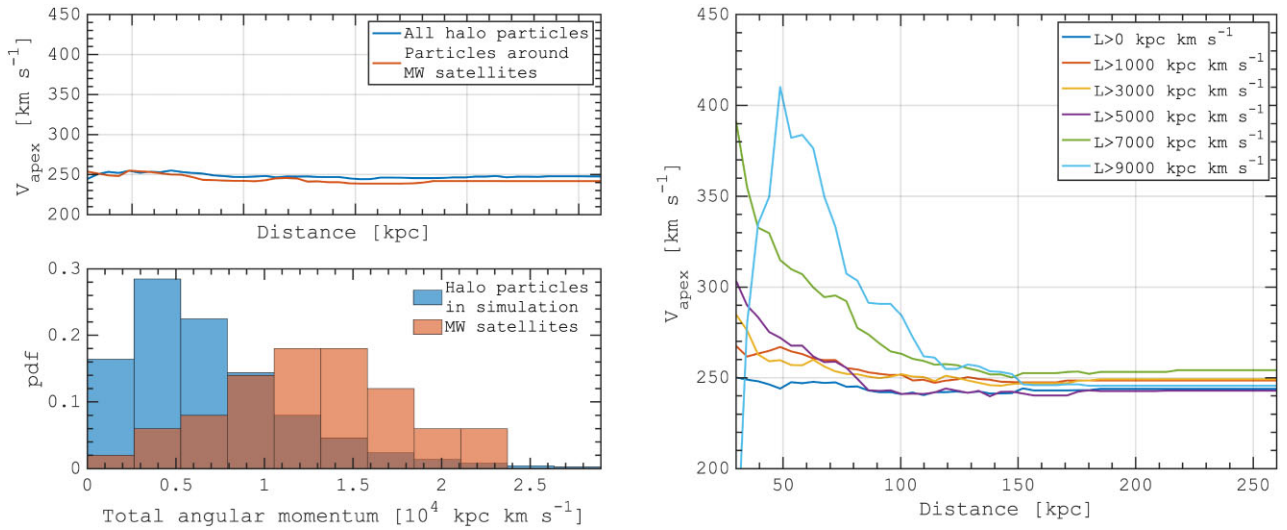 450
400
350
300
250
200
V_apex [km s⁻¹]
All halo particles
Particles around
MW satellites
Distance [kpc]
0.3
0.2
0.1
0
pdf
Halo particles
in simulation
MW satellites
0 0.5 1 1.5 2 2.5
Total angular momentum [10⁴ kpc km s⁻¹]
450
400
350
300
250
200
V_apex [km s⁻¹]
L>0 kpc km s⁻¹
L>1000 kpc km s⁻¹
L>3000 kpc km s⁻¹
L>5000 kpc km s⁻¹
L>7000 kpc km s⁻¹
L>9000 kpc km s⁻¹
50 100 150 200 250
Distance [kpc]